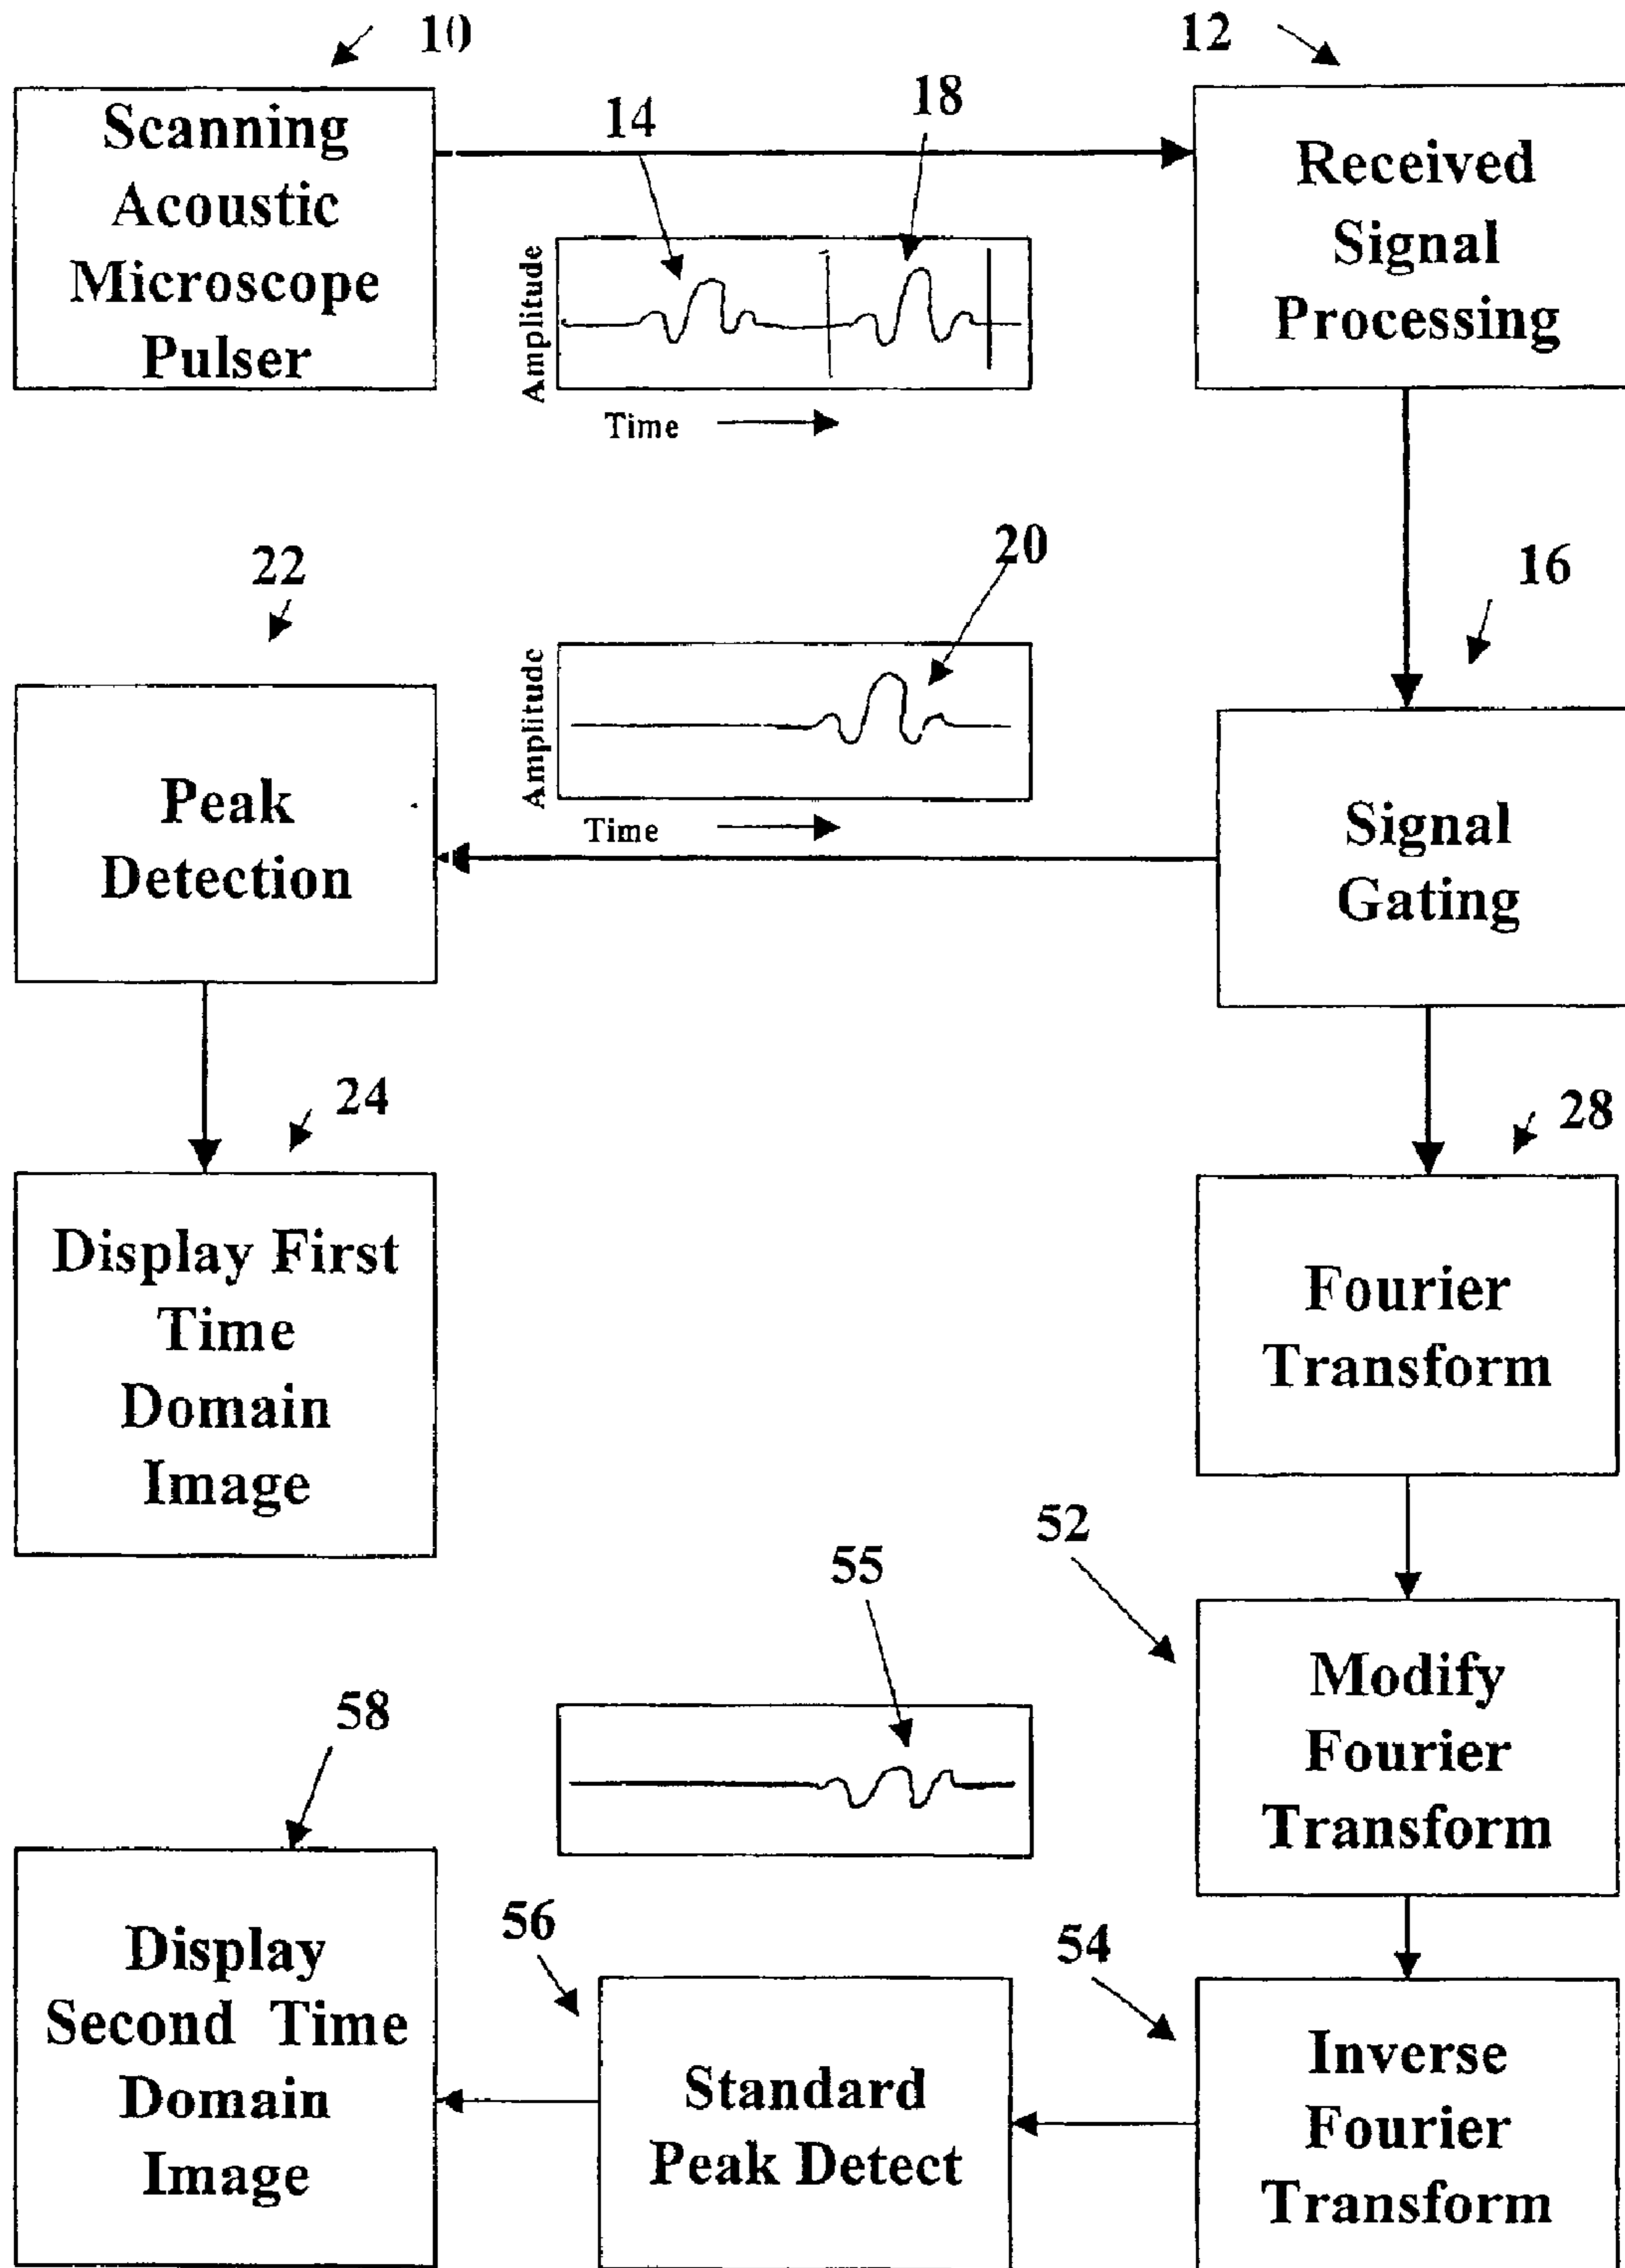 10
12
Scanning
Acoustic
Microscope
Pulser
14
18
Amplitude
Time
Received
Signal
Processing
22
20
16
Peak
Detection
Amplitude
Time
Signal
Gating
24
28
Display First
Time
Domain
Image
Fourier
Transform
52
55
Modify
Fourier
Transform
58
56
54
Display
Second Time
Domain
Image
Standard
Peak Detect
Inverse
Fourier
Transform